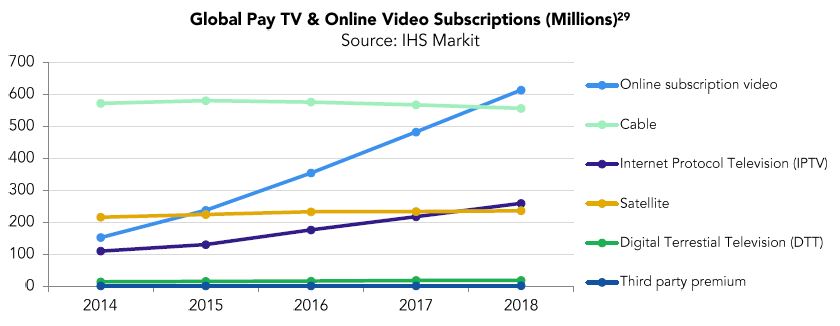 Global Pay TV & Online Video Subscriptions (Millions)29
Source: IHS Markit
700
600
500
400
300
200
100
0
2014 2015 2016 2017 2018
Online subscription video
Cable
Internet Protocol Television (IPTV)
Satellite
Digital Terrestial Television (DTT)
Third party premium